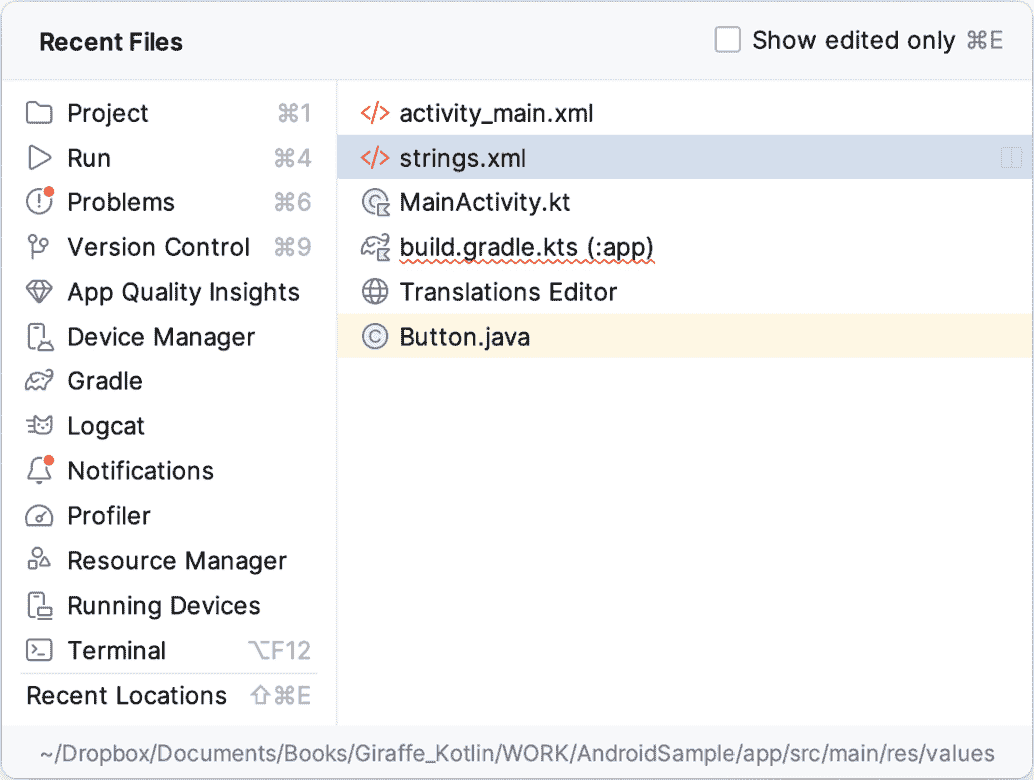 Recent Files
Show edited only ⌘E
Project ⌘1
Run ⌘4
Problems ⌘6
Version Control ⌘9
App Quality Insights
Device Manager
Gradle
Logcat
Notifications
Profiler
Resource Manager
Running Devices
Terminal ⌥F12
Recent Locations ⇧⌘E
activity_main.xml
strings.xml
MainActivity.kt
build.gradle.kts (:app)
Translations Editor
Button.java
~/Dropbox/Documents/Books/Giraffe_Kotlin/WORK/AndroidSample/app/src/main/res/values